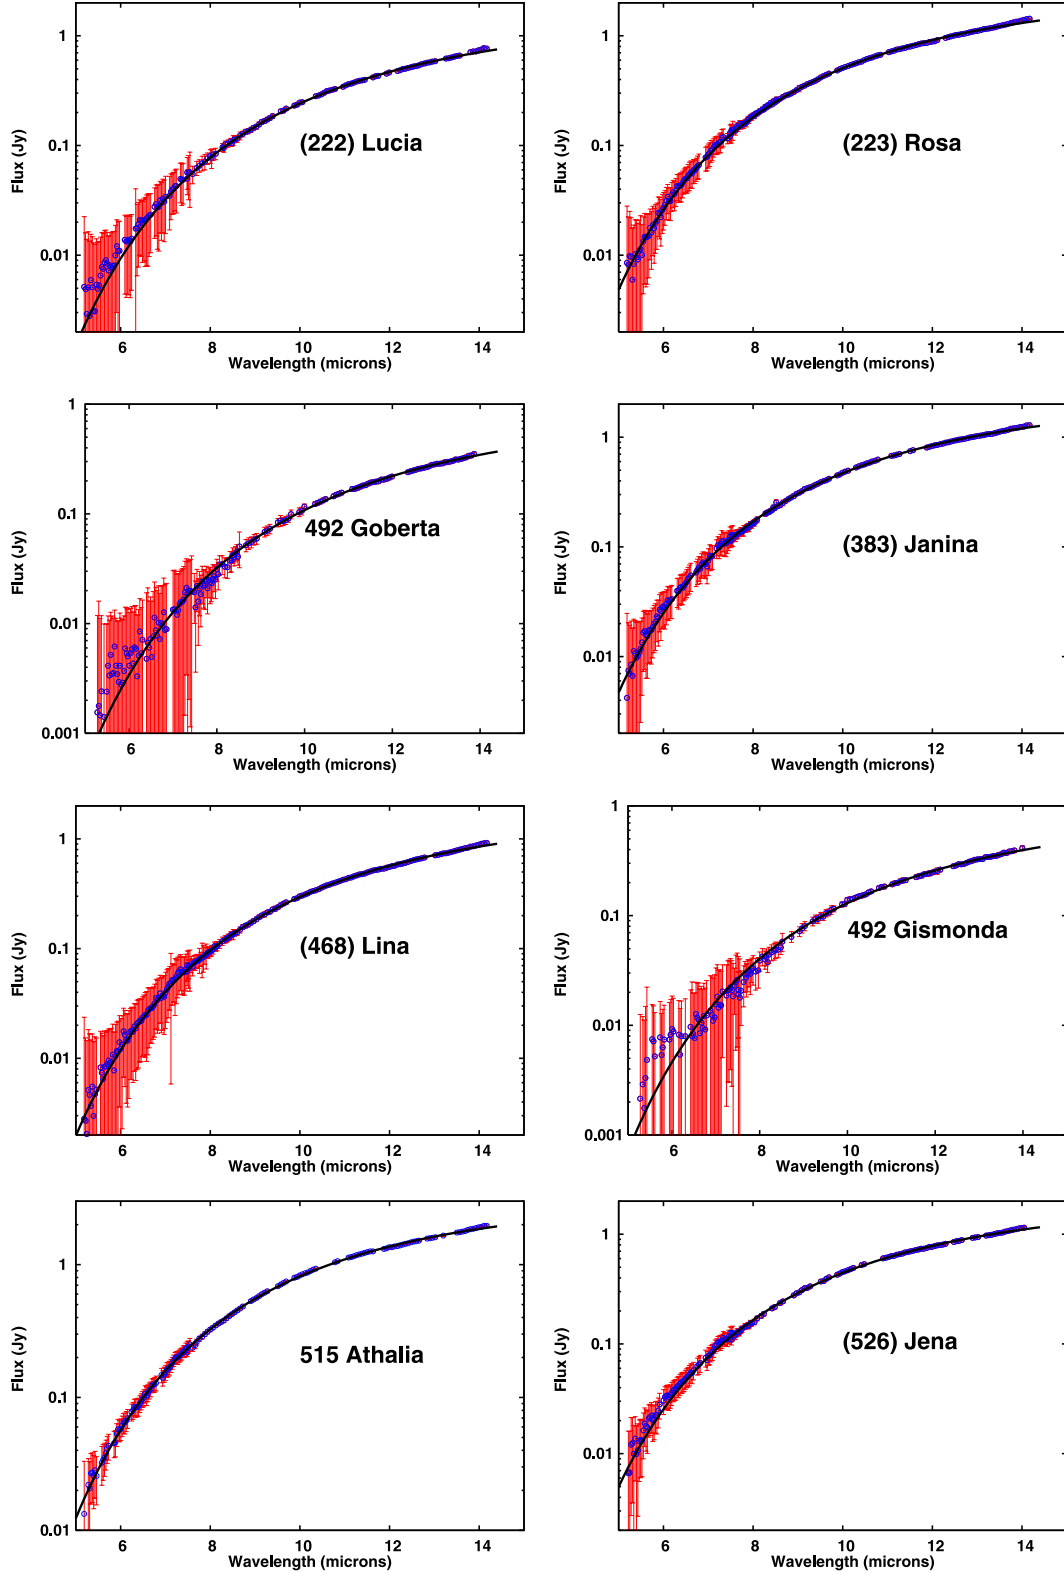 1
0.1
0.01
Flux (Jy)
(222) Lucia
6 8 10 12 14
Wavelength (microns)
1
0.1
0.01
Flux (Jy)
(223) Rosa
6 8 10 12 14
Wavelength (microns)
1
0.1
0.01
0.001
Flux (Jy)
492 Goberta
6 8 10 12 14
Wavelength (microns)
1
0.1
0.01
Flux (Jy)
(383) Janina
6 8 10 12 14
Wavelength (microns)
1
0.1
0.01
Flux (Jy)
(468) Lina
6 8 10 12 14
Wavelength (microns)
1
0.1
0.01
0.001
Flux (Jy)
492 Gismonda
6 8 10 12 14
Wavelength (microns)
1
0.1
0.01
Flux (Jy)
515 Athalia
6 8 10 12 14
Wavelength (microns)
1
0.1
0.01
Flux (Jy)
(526) Jena
6 8 10 12 14
Wavelength (microns)